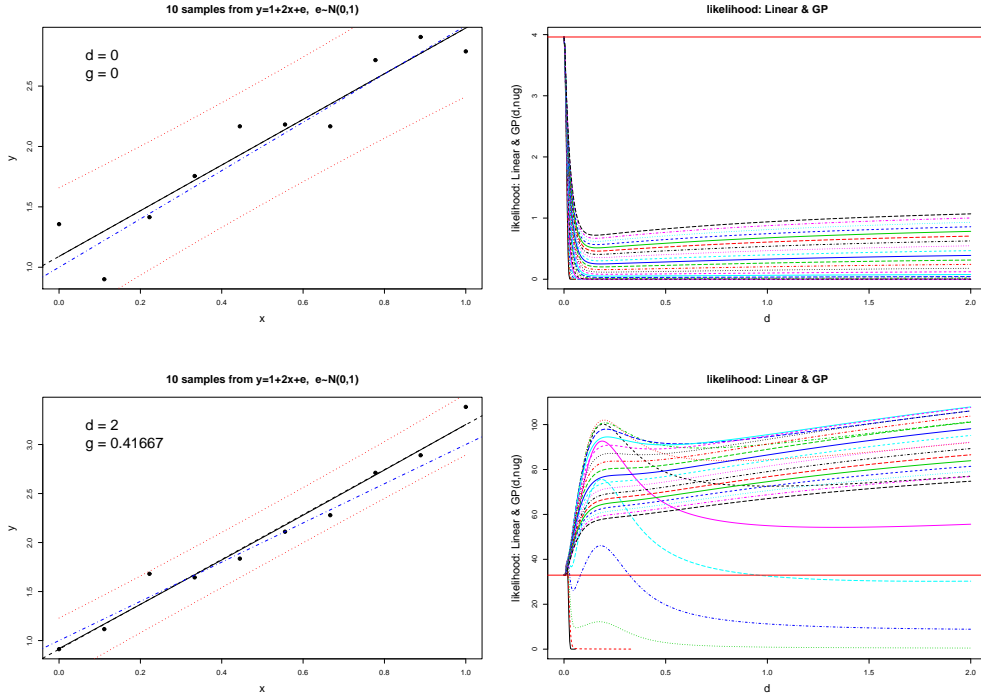 10 samples from y=1+2x+e, e~N(0,1)
d = 0
g = 0
y
1.0
1.5
2.0
2.5
0.0
0.2
0.4
0.6
0.8
1.0
x
likelihood: Linear & GP
likelihood: Linear & GP(d,nug)
0
1
2
3
4
0.0
0.5
1.0
1.5
2.0
d
10 samples from y=1+2x+e, e~N(0,1)
d = 2
g = 0.41667
y
1.0
1.5
2.0
2.5
3.0
0.0
0.2
0.4
0.6
0.8
1.0
x
likelihood: Linear & GP
likelihood: Linear & GP(d,nug)
0
20
40
60
80
100
0.0
0.5
1.0
1.5
2.0
d